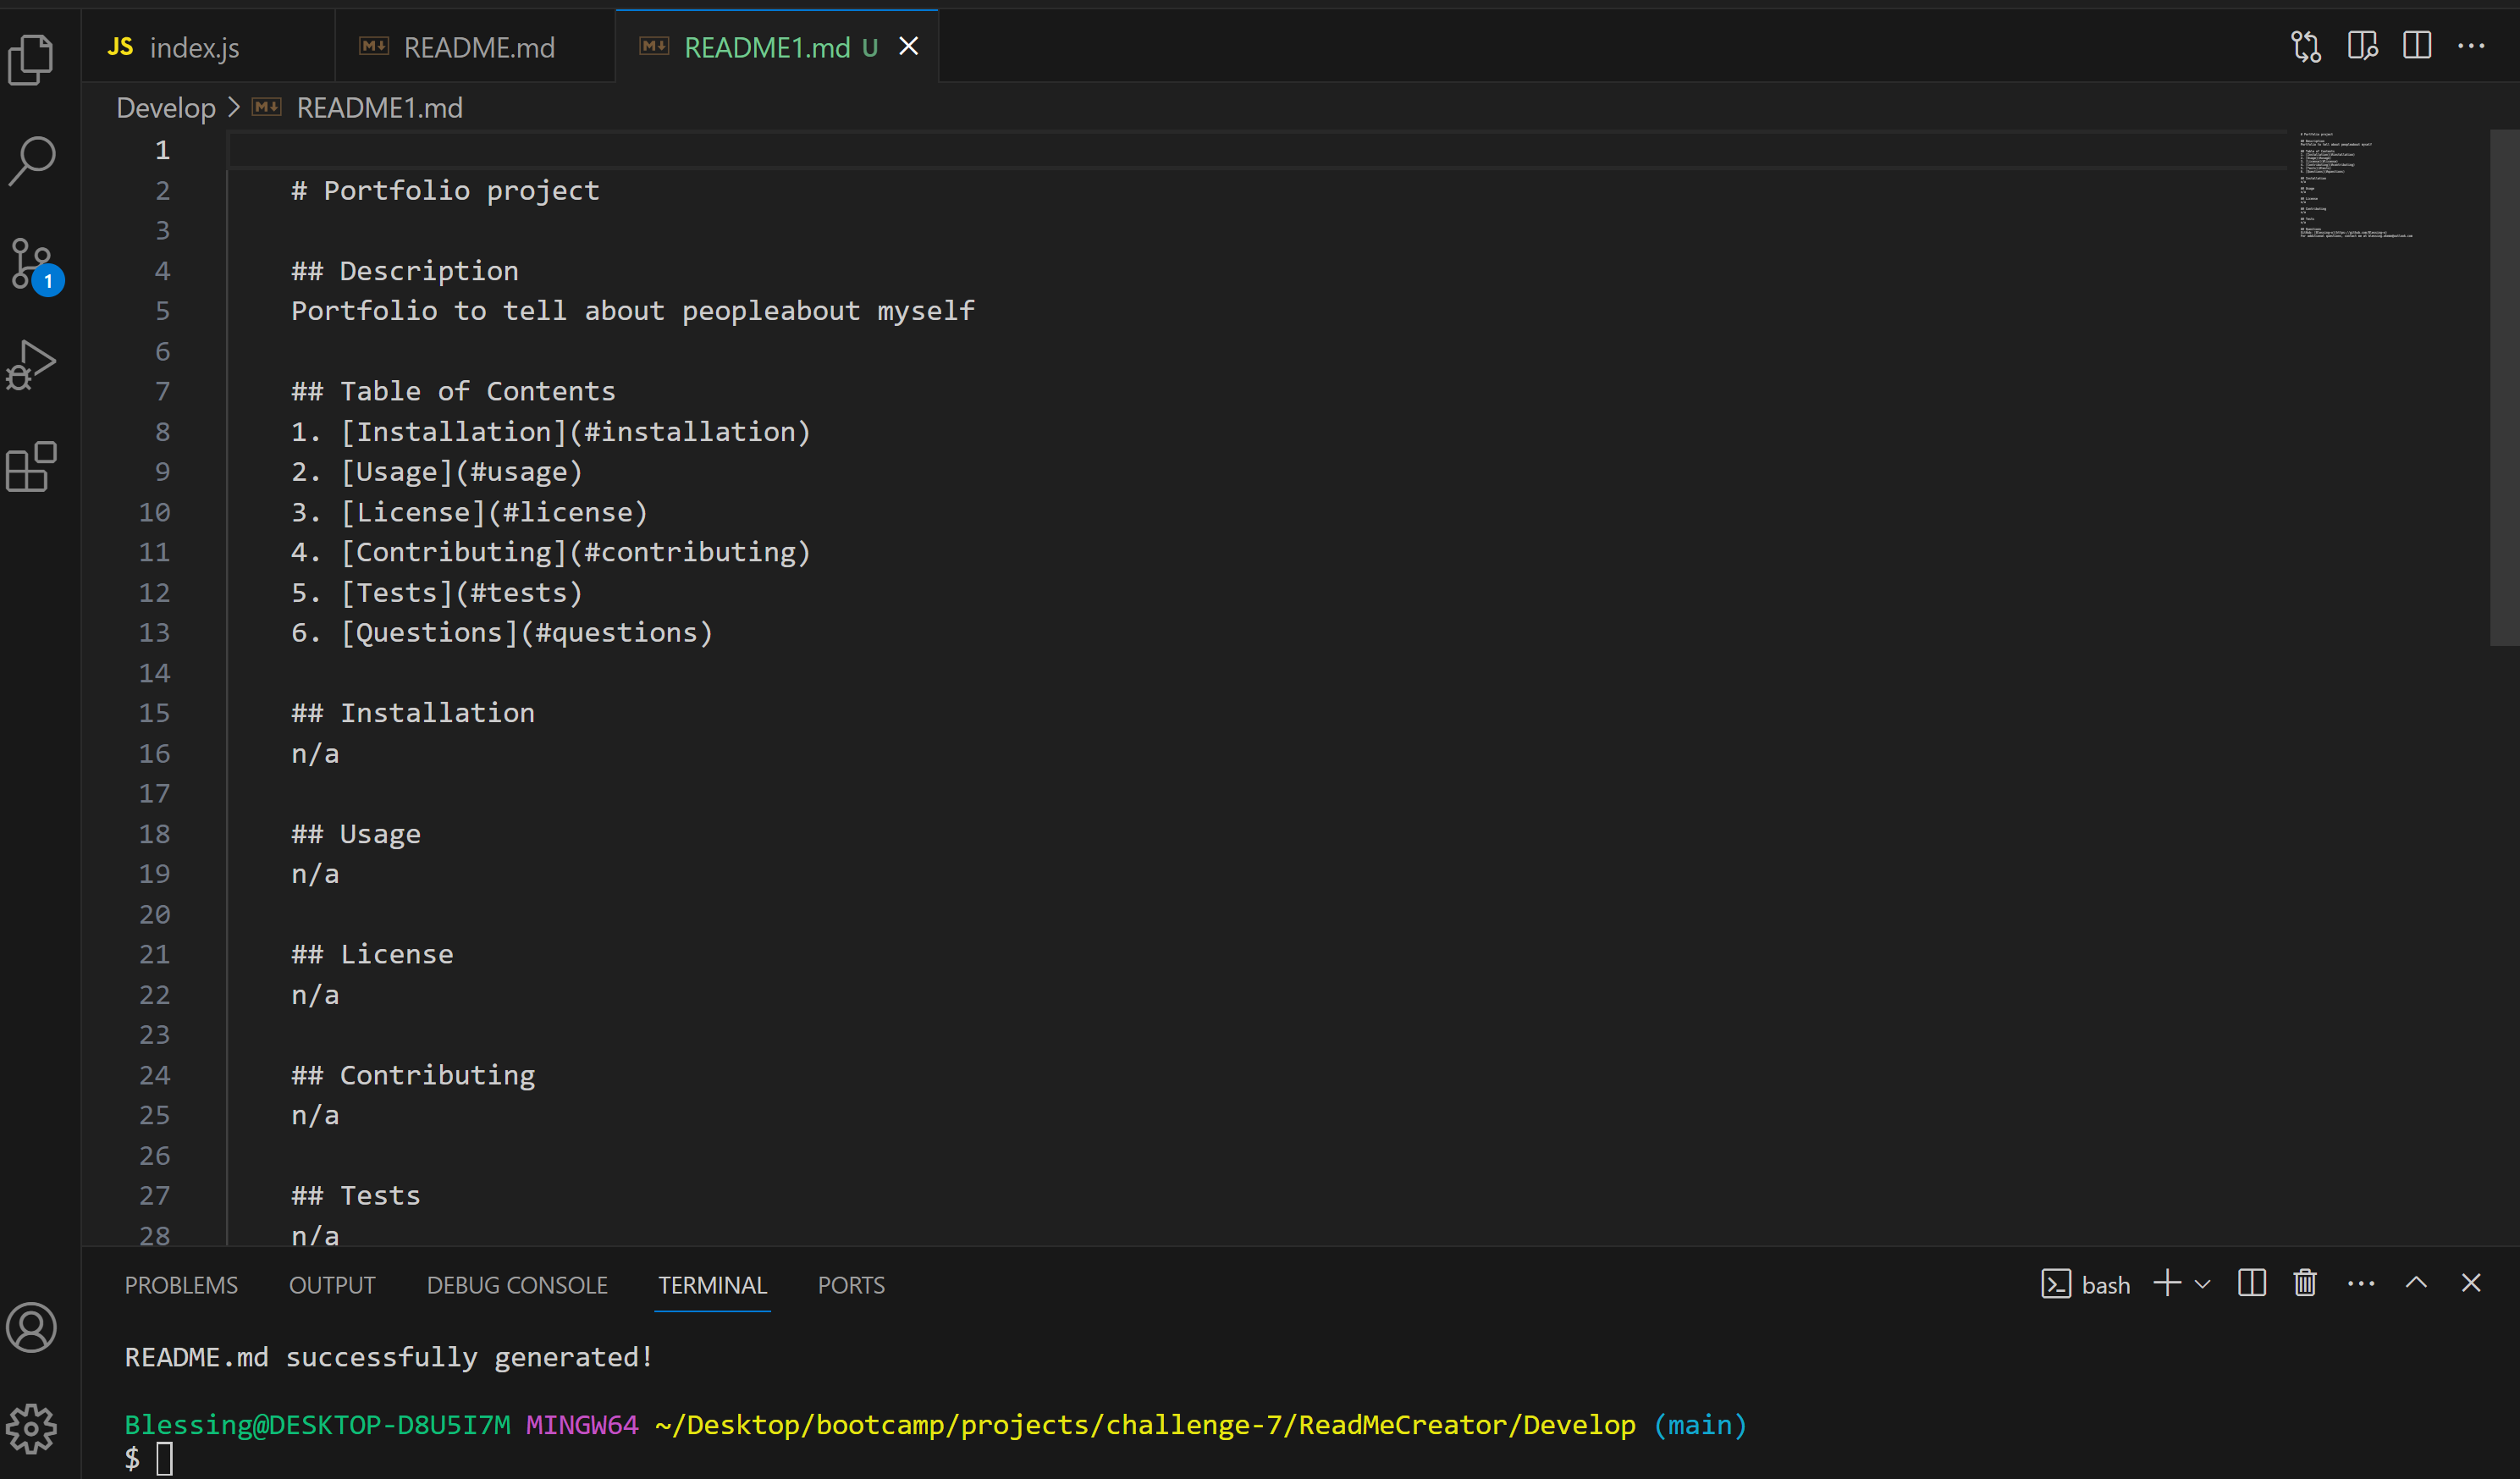 JS index.js
README.md
README1.md U
Develop > README1.md
1
2 # Portfolio project
3
4 ## Description
5 Portfolio to tell about peopleabout myself
6
7 ## Table of Contents
8 1. [Installation](#installation)
9 2. [Usage](#usage)
10 3. [License](#license)
11 4. [Contributing](#contributing)
12 5. [Tests](#tests)
13 6. [Questions](#questions)
14
15 ## Installation
16 n/a
17
18 ## Usage
19 n/a
20
21 ## License
22 n/a
23
24 ## Contributing
25 n/a
26
27 ## Tests
28 n/a
1
PROBLEMS OUTPUT DEBUG CONSOLE TERMINAL PORTS
bash
README.md successfully generated!
Blessing@DESKTOP-D8U5I7M MINGW64 ~/Desktop/bootcamp/projects/challenge-7/ReadMeCreator/Develop (main)
$